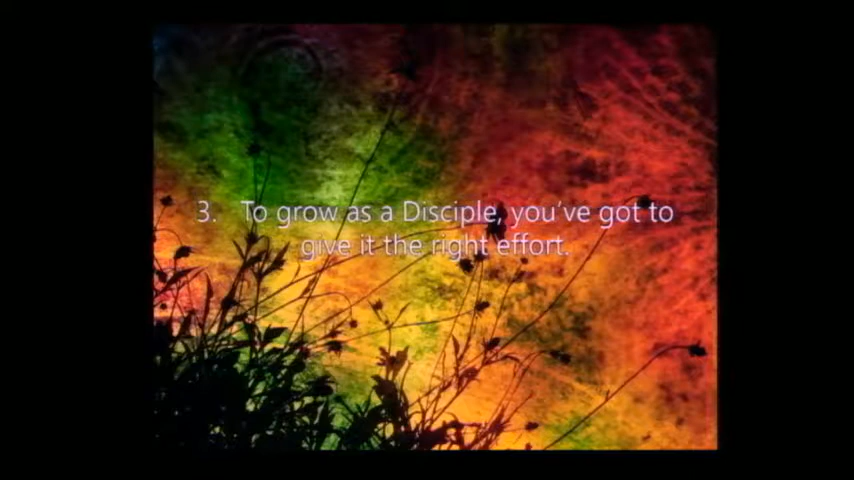 3. To grow as a Disciple, you've got to
give it the right effort.